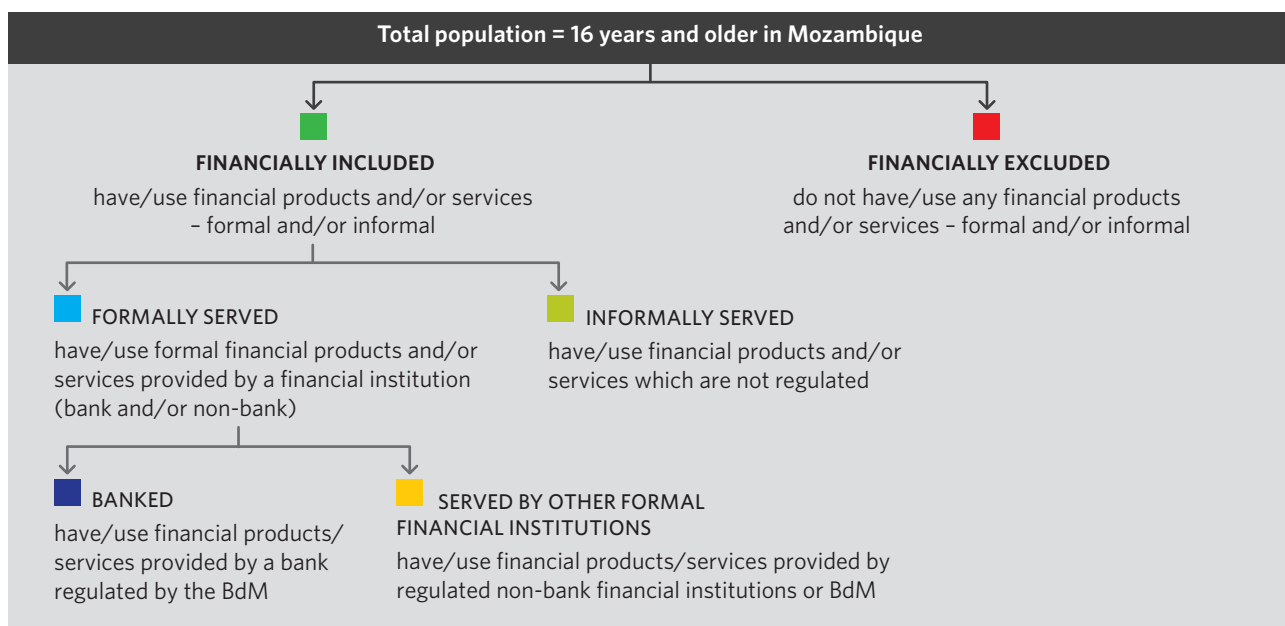 Total population = 16 years and older in Mozambique
FINANCIALLY INCLUDED
have/use financial products and/or services
– formal and/or informal
FINANCIALLY EXCLUDED
do not have/use any financial products
and/or services – formal and/or informal
FORMALLY SERVED
have/use formal financial products and/or
services provided by a financial institution
(bank and/or non-bank)
INFORMALLY SERVED
have/use financial products and/or
services which are not regulated
BANKED
have/use financial products/
services provided by a bank
regulated by the BdM
SERVED BY OTHER FORMAL
FINANCIAL INSTITUTIONS
have/use financial products/services provided by
regulated non-bank financial institutions or BdM